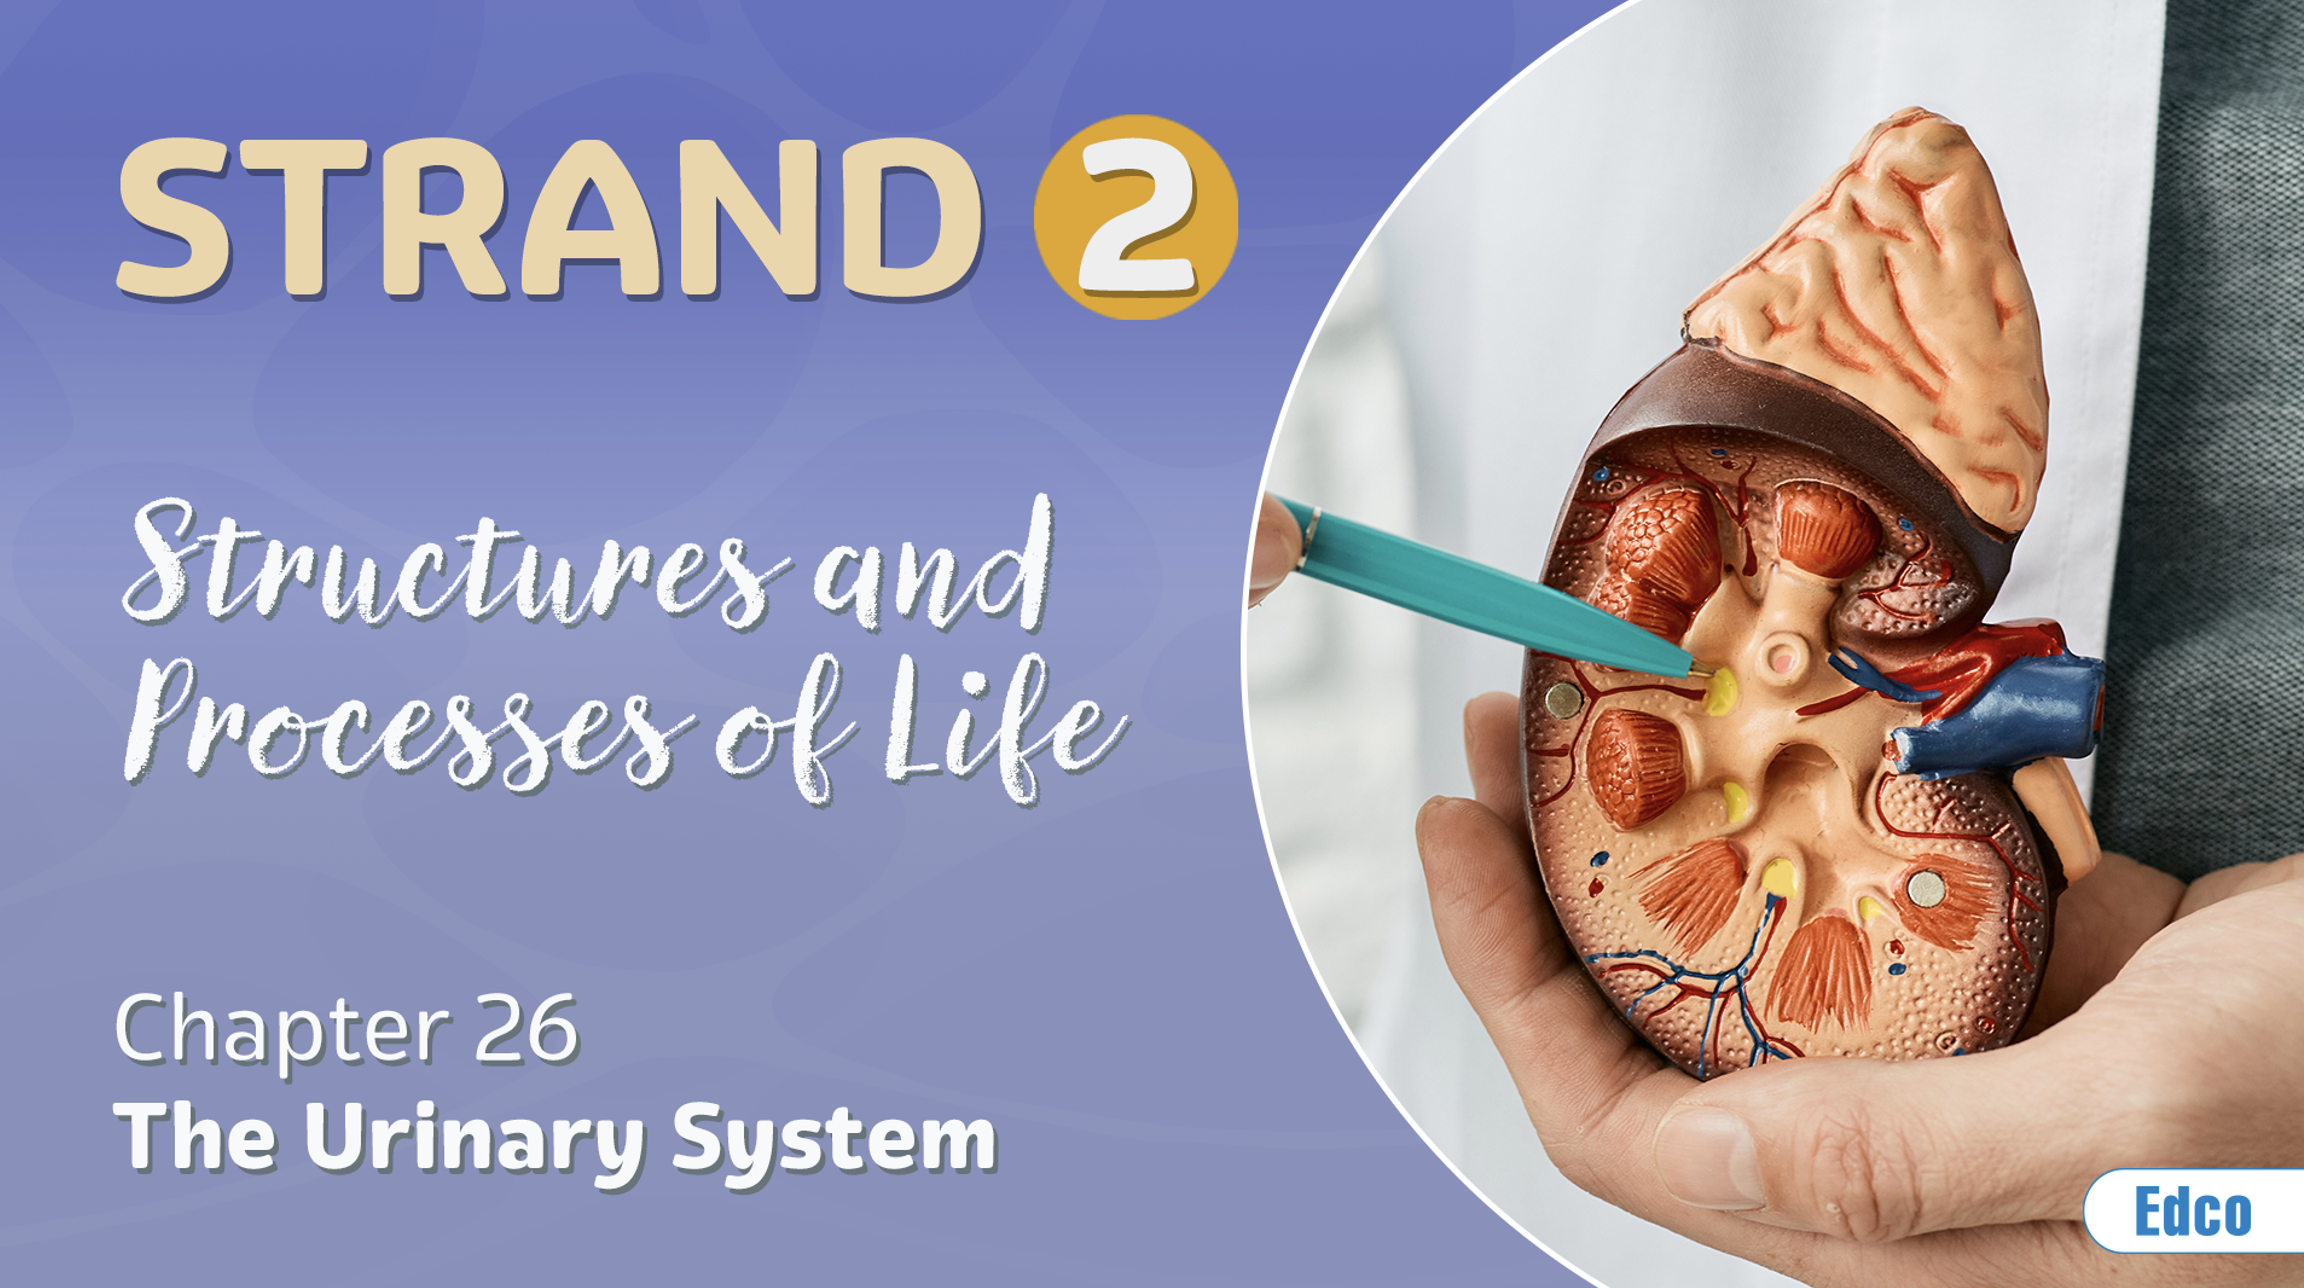 STRAND 2
Structures and
Processes of Life
Chapter 26
The Urinary System
Edco